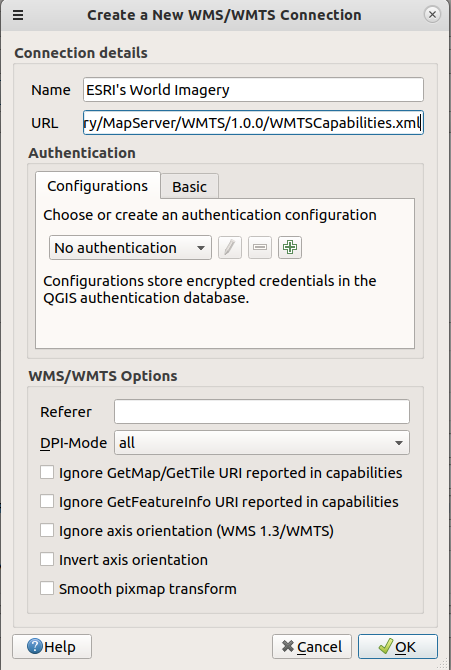 Create a New WMS/WMTS Connection
Connection details
Name ESRI's World Imagery
URL ry/MapServer/WMTS/1.0.0/WMTSCapabilities.xml
Authentication
Configurations Basic
Choose or create an authentication configuration
No authentication
Configurations store encrypted credentials in the
QGIS authentication database.
WMS/WMTS Options
Referer
DPI-Mode all
Ignore GetMap/GetTile URI reported in capabilities
Ignore GetFeatureInfo URI reported in capabilities
Ignore axis orientation (WMS 1.3/WMTS)
Invert axis orientation
Smooth pixmap transform
Help Cancel OK